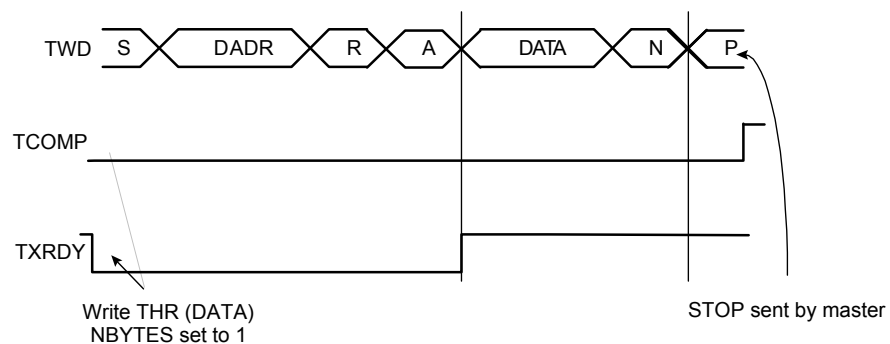 TWD S DADR R A DATA N P
TCOMP
TXRDY
Write THR (DATA)
NBYTES set to 1
STOP sent by master